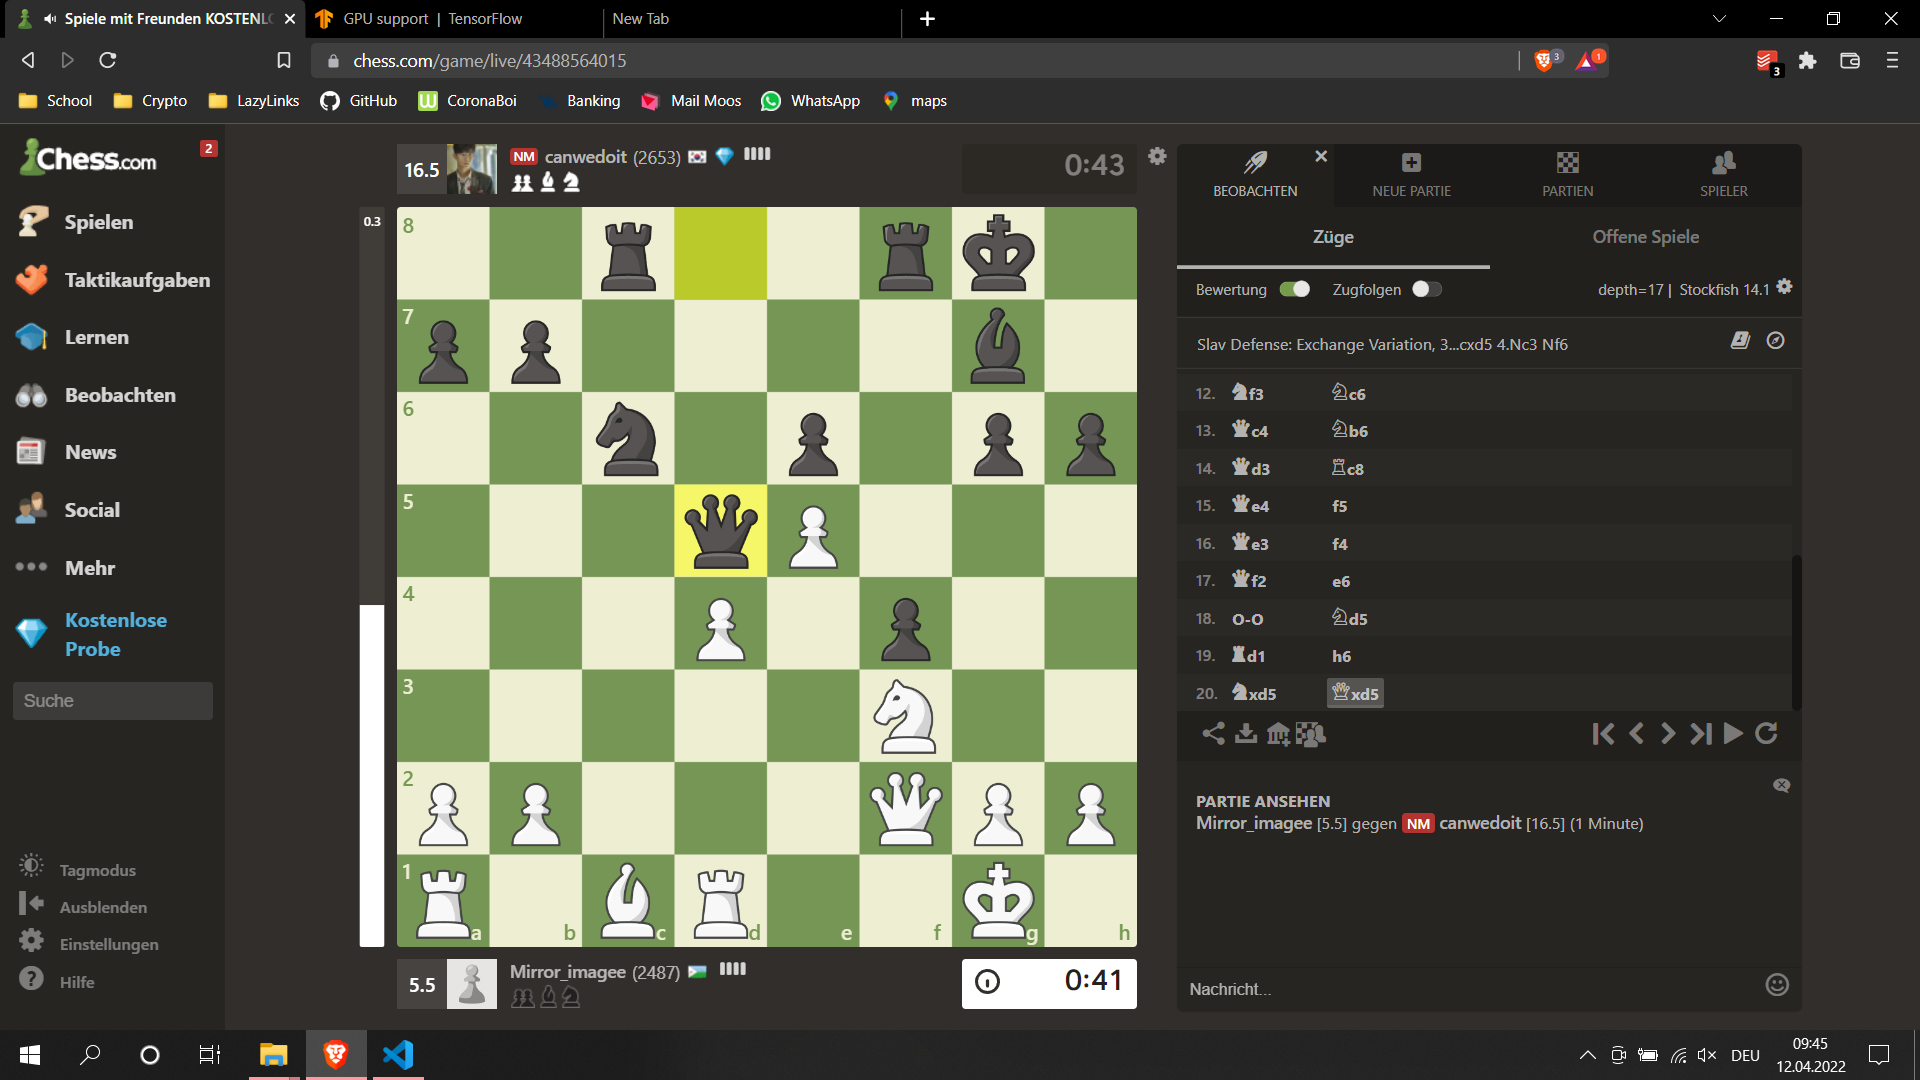 Spiele mit Freunden KOSTENL
GPU support | TensorFlow
New Tab
chess.com/game/live/43488564015
3
1
3
School
Crypto
LazyLinks
GitHub
CoronaBoi
Banking
Mail Moos
WhatsApp
maps
Chess.com
2
Spielen
Taktikaufgaben
Lernen
Beobachten
News
Social
Mehr
Kostenlose
Probe
Suche
Tagmodus
Ausblenden
Einstellungen
Hilfe
16.5
NM canwedoit (2653)
0:43
0.3
8
7
6
5
4
3
2
1
a
b
c
d
e
f
g
h
5.5
Mirror_imagee (2487)
0:41
BEOBACHTEN
NEUE PARTIE
PARTIEN
SPIELER
Züge
Offene Spiele
Bewertung
Zugfolgen
depth=17 | Stockfish 14.1
Slav Defense: Exchange Variation, 3...cxd5 4.Nc3 Nf6
12. f3 c6
13. c4 b6
14. d3 c8
15. e4 f5
16. e3 f4
17. f2 e6
18. O-O d5
19. d1 h6
20. xd5 xd5
PARTIE ANSEHEN
Mirror_imagee [5.5] gegen NM canwedoit [16.5] (1 Minute)
Nachricht...
DEU
09:45
12.04.2022